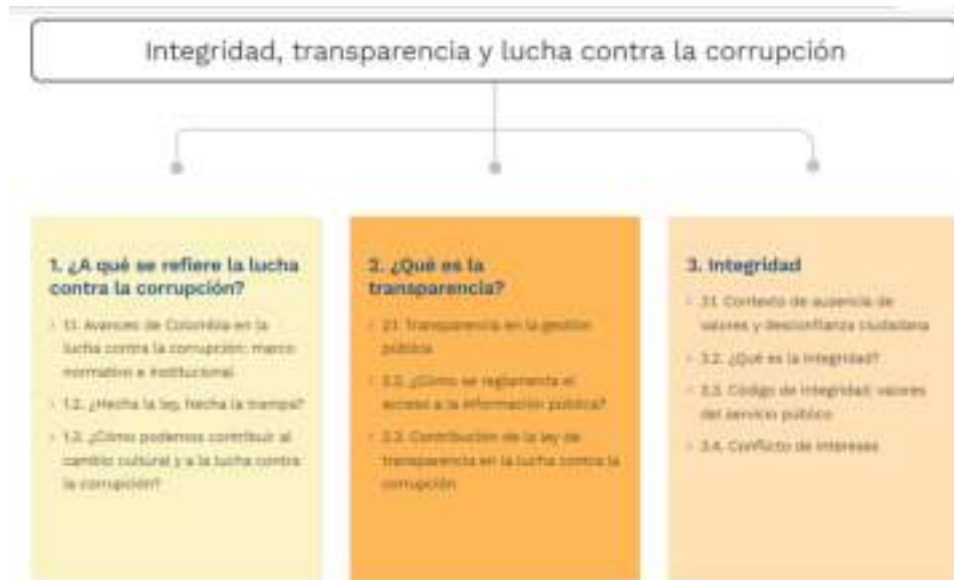 Integridad, transparencia y lucha contra la corrupción
1. ¿A qué se refiere la lucha
contra la corrupción?
1.1. Avances de Colombia en la
lucha contra la corrupción: marco
normativo e institucional
1.2. ¿Hecha la ley, hecha la trampa?
1.3. ¿Cómo podemos contribuir al
cambio cultural y a la lucha contra
la corrupción?
2. ¿Qué es la
transparencia?
2.1. Transparencia en la gestión
pública
2.2. ¿Cómo se reglamenta el
acceso a la información pública?
2.3. Contribución de la ley de
transparencia en la lucha contra la
corrupción
3. Integridad
3.1. Contexto de ausencia de
valores y desconfianza ciudadana
3.2. ¿Qué es la integridad?
3.3. Código de integridad: valores
del servicio público
3.4. Conflicto de intereses